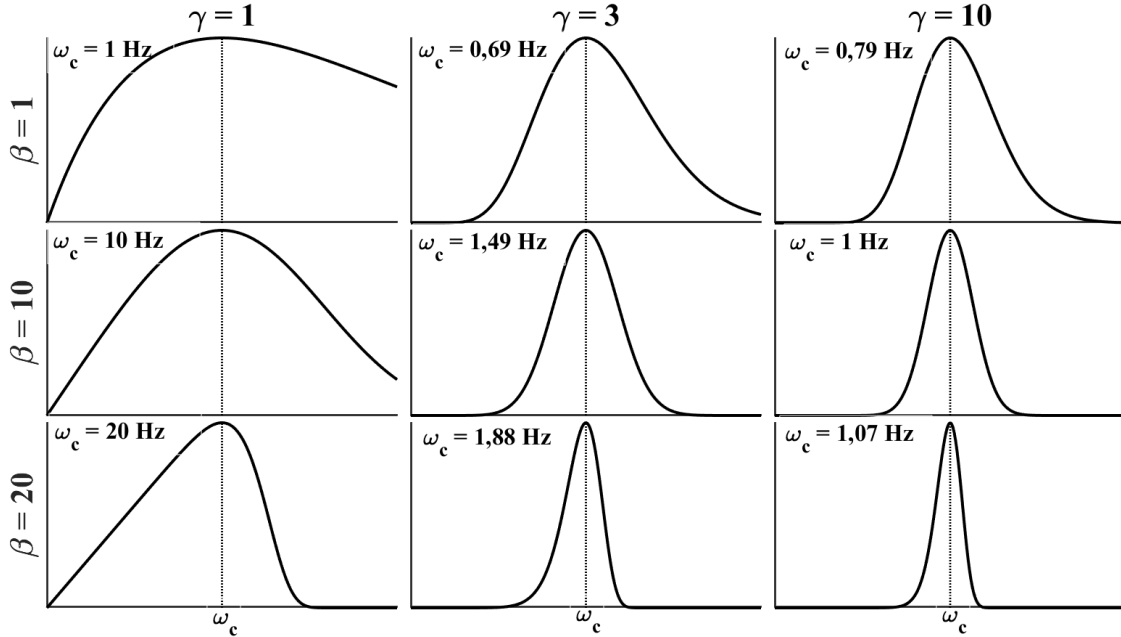 γ = 1 γ = 3 γ = 10
β = 1
ω_c = 1 Hz ω_c = 0,69 Hz ω_c = 0,79 Hz
β = 10
ω_c = 10 Hz ω_c = 1,49 Hz ω_c = 1 Hz
β = 20
ω_c = 20 Hz ω_c = 1,88 Hz ω_c = 1,07 Hz
ω_c ω_c ω_c